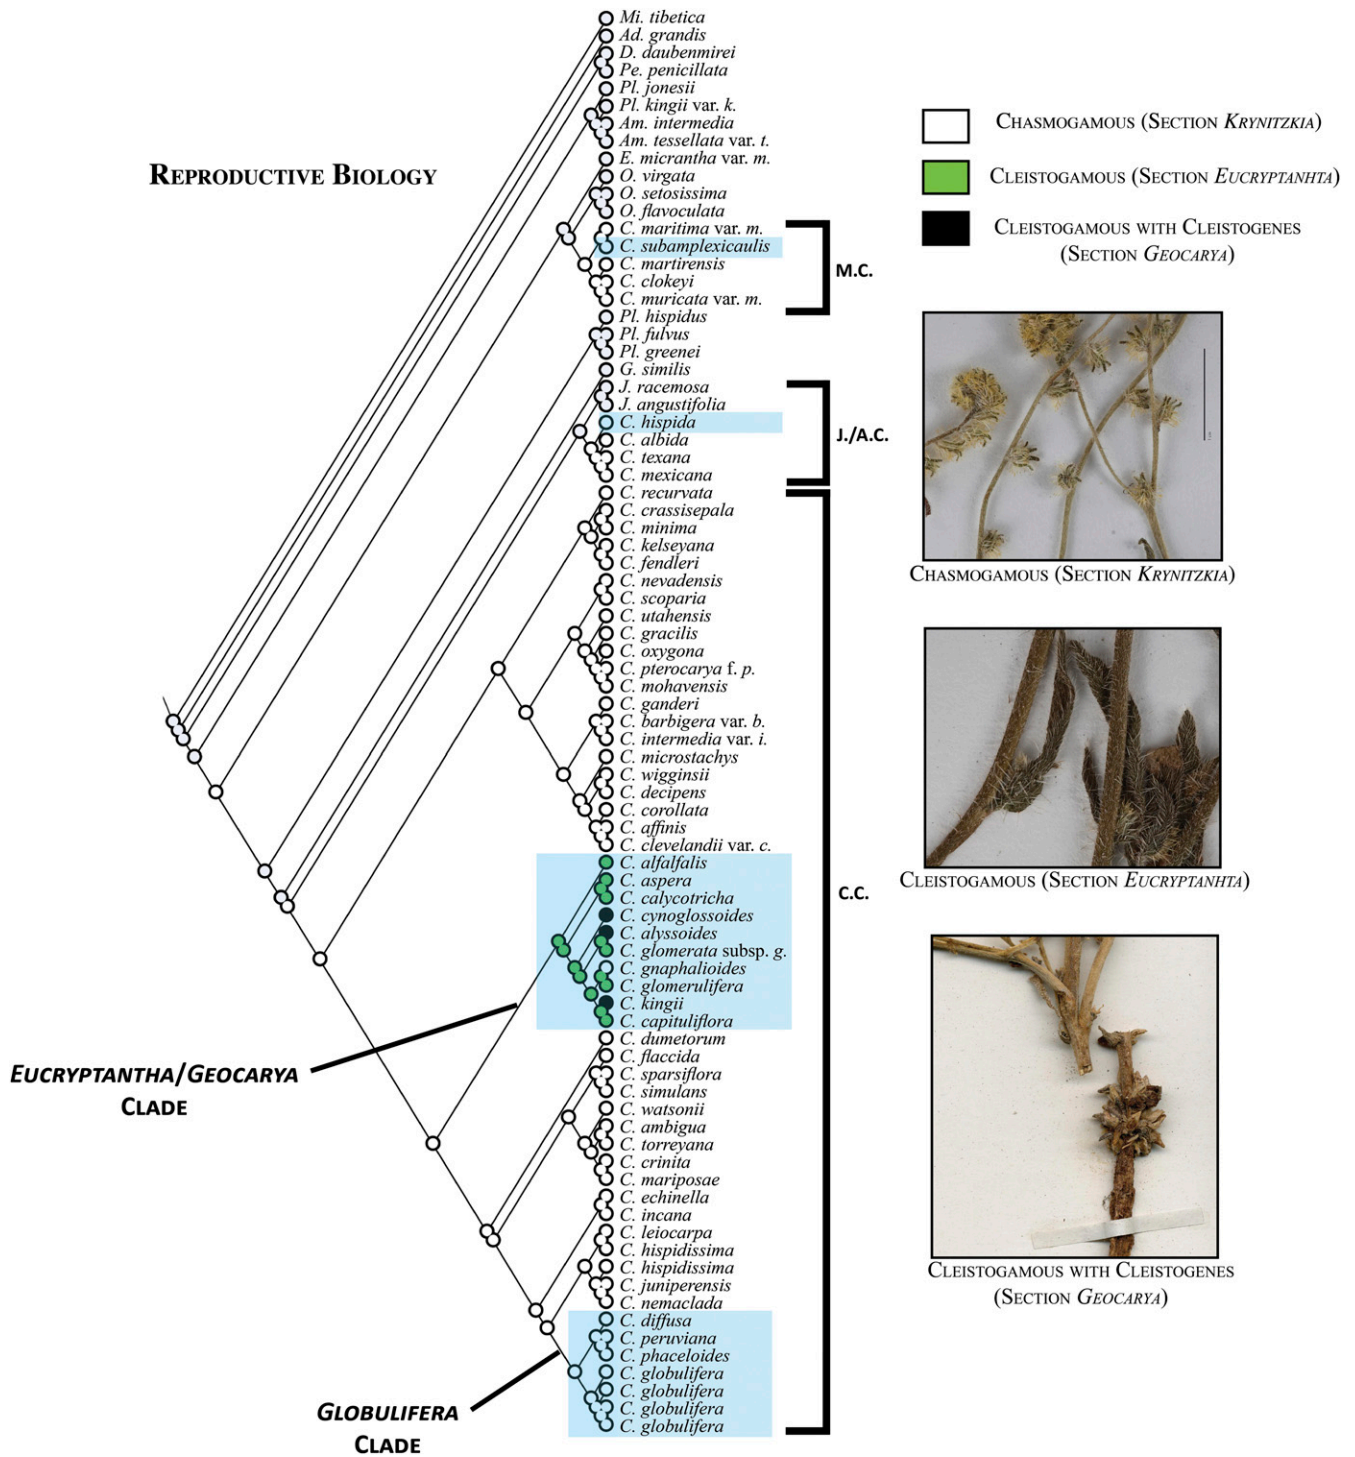 REPRODUCTIVE BIOLOGY
Mi. tibetica
Ad. grandis
D. daubenmirei
Pe. penicillata
Pl. jonesii
Pl. kingii var. k.
Am. intermedia
Am. tessellata var. t.
E. micrantha var. m.
O. virgata
O. setosissima
O. flavoculata
C. maritima var. m.
C. subamplexicaulis
C. martirensis
C. clokeyi
C. muricata var. m.
Pl. hispidus
Pl. fulvus
Pl. greenei
G. similis
J. racemosa
J. angustifolia
C. hispida
C. albida
C. texana
C. mexicana
C. recurvata
C. crassisepala
C. minima
C. kelseyana
C. fendleri
C. nevadensis
C. scoparia
C. utahensis
C. gracilis
C. oxygona
C. pterocarya f. p.
C. mohavensis
C. ganderi
C. barbigera var. b.
C. intermedia var. i.
C. microstachys
C. wigginsii
C. decipens
C. corollata
C. affinis
C. clevelandii var. c.
C. alfalfalis
C. aspera
C. calycotricha
C. cynoglossoides
C. alyssoides
C. glomerata subsp. g.
C. gnaphalioides
C. glomerulifera
C. kingii
C. capituliflora
C. dumetorum
C. flaccida
C. sparsiflora
C. simulans
C. watsonii
C. ambigua
C. torreyana
C. crinita
C. mariposae
C. echinella
C. incana
C. leiocarpa
C. hispidissima
C. hispidissima
C. juniperensis
C. nemaclada
C. diffusa
C. peruviana
C. phaceloides
C. globulifera
C. globulifera
C. globulifera
C. globulifera
M.C.
J./A.C.
C.C.
EUCRYPTANTHA/GEOCARYA
CLADE
GLOBULIFERA
CLADE
CHASMOGAMOUS (SECTION KRYNITZKIA)
CLEISTOGAMOUS (SECTION EUCRYPTANHTA)
CLEISTOGAMOUS WITH CLEISTOGENES
(SECTION GEOCARYA)
CHASMOGAMOUS (SECTION KRYNITZKIA)
CLEISTOGAMOUS (SECTION EUCRYPTANHTA)
CLEISTOGAMOUS WITH CLEISTOGENES
(SECTION GEOCARYA)